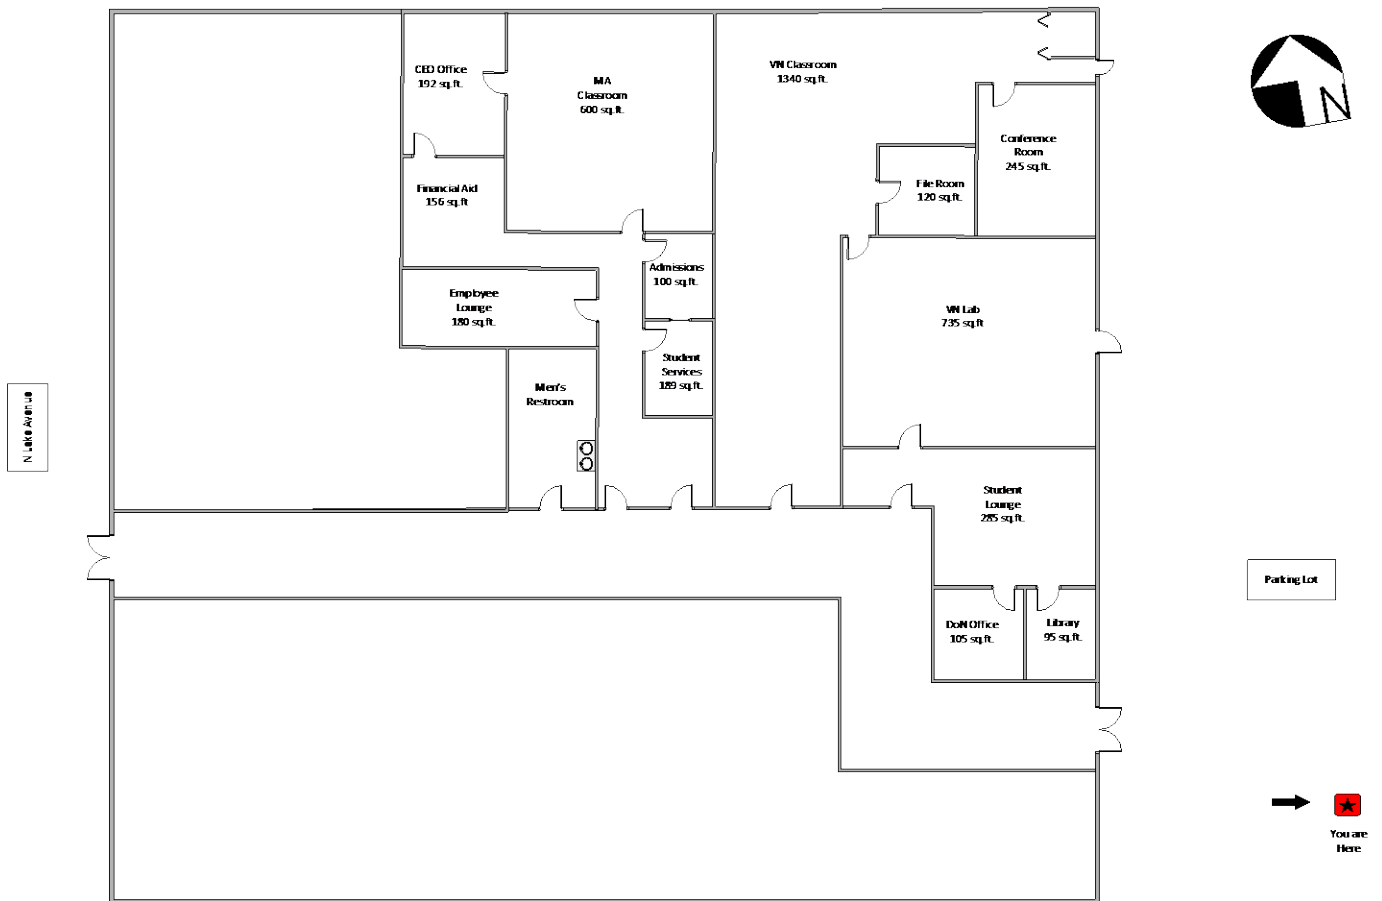 CEO Office
192 sq.ft.
MA
Classroom
600 sq.ft.
VN Classroom
1340 sq.ft.
N
Conference
Room
245 sq.ft.
File Room
120 sq.ft.
Financial Aid
156 sq.ft
Admissions
100 sq.ft.
Employee
Lounge
180 sq.ft.
VN Lab
735 sq.ft
Student
Services
189 sq.ft.
Men's
Restroom
N Lake Avenue
Student
Lounge
285 sq.ft.
Parking Lot
DoN Office
105 sq.ft.
Library
95 sq.ft.
You are
Here